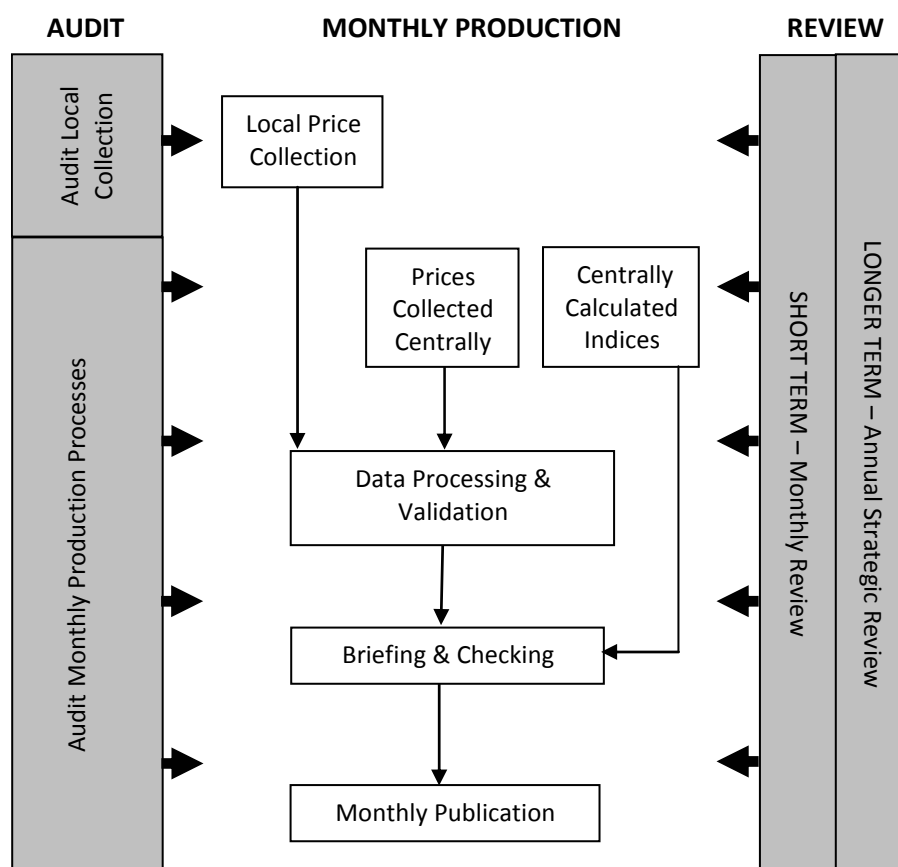 AUDIT
MONTHLY PRODUCTION
REVIEW
Audit Local
Collection
Audit Monthly Production Processes
Local Price
Collection
Prices
Collected
Centrally
Centrally
Calculated
Indices
Data Processing &
Validation
Briefing & Checking
Monthly Publication
SHORT TERM – Monthly Review
LONGER TERM – Annual Strategic Review